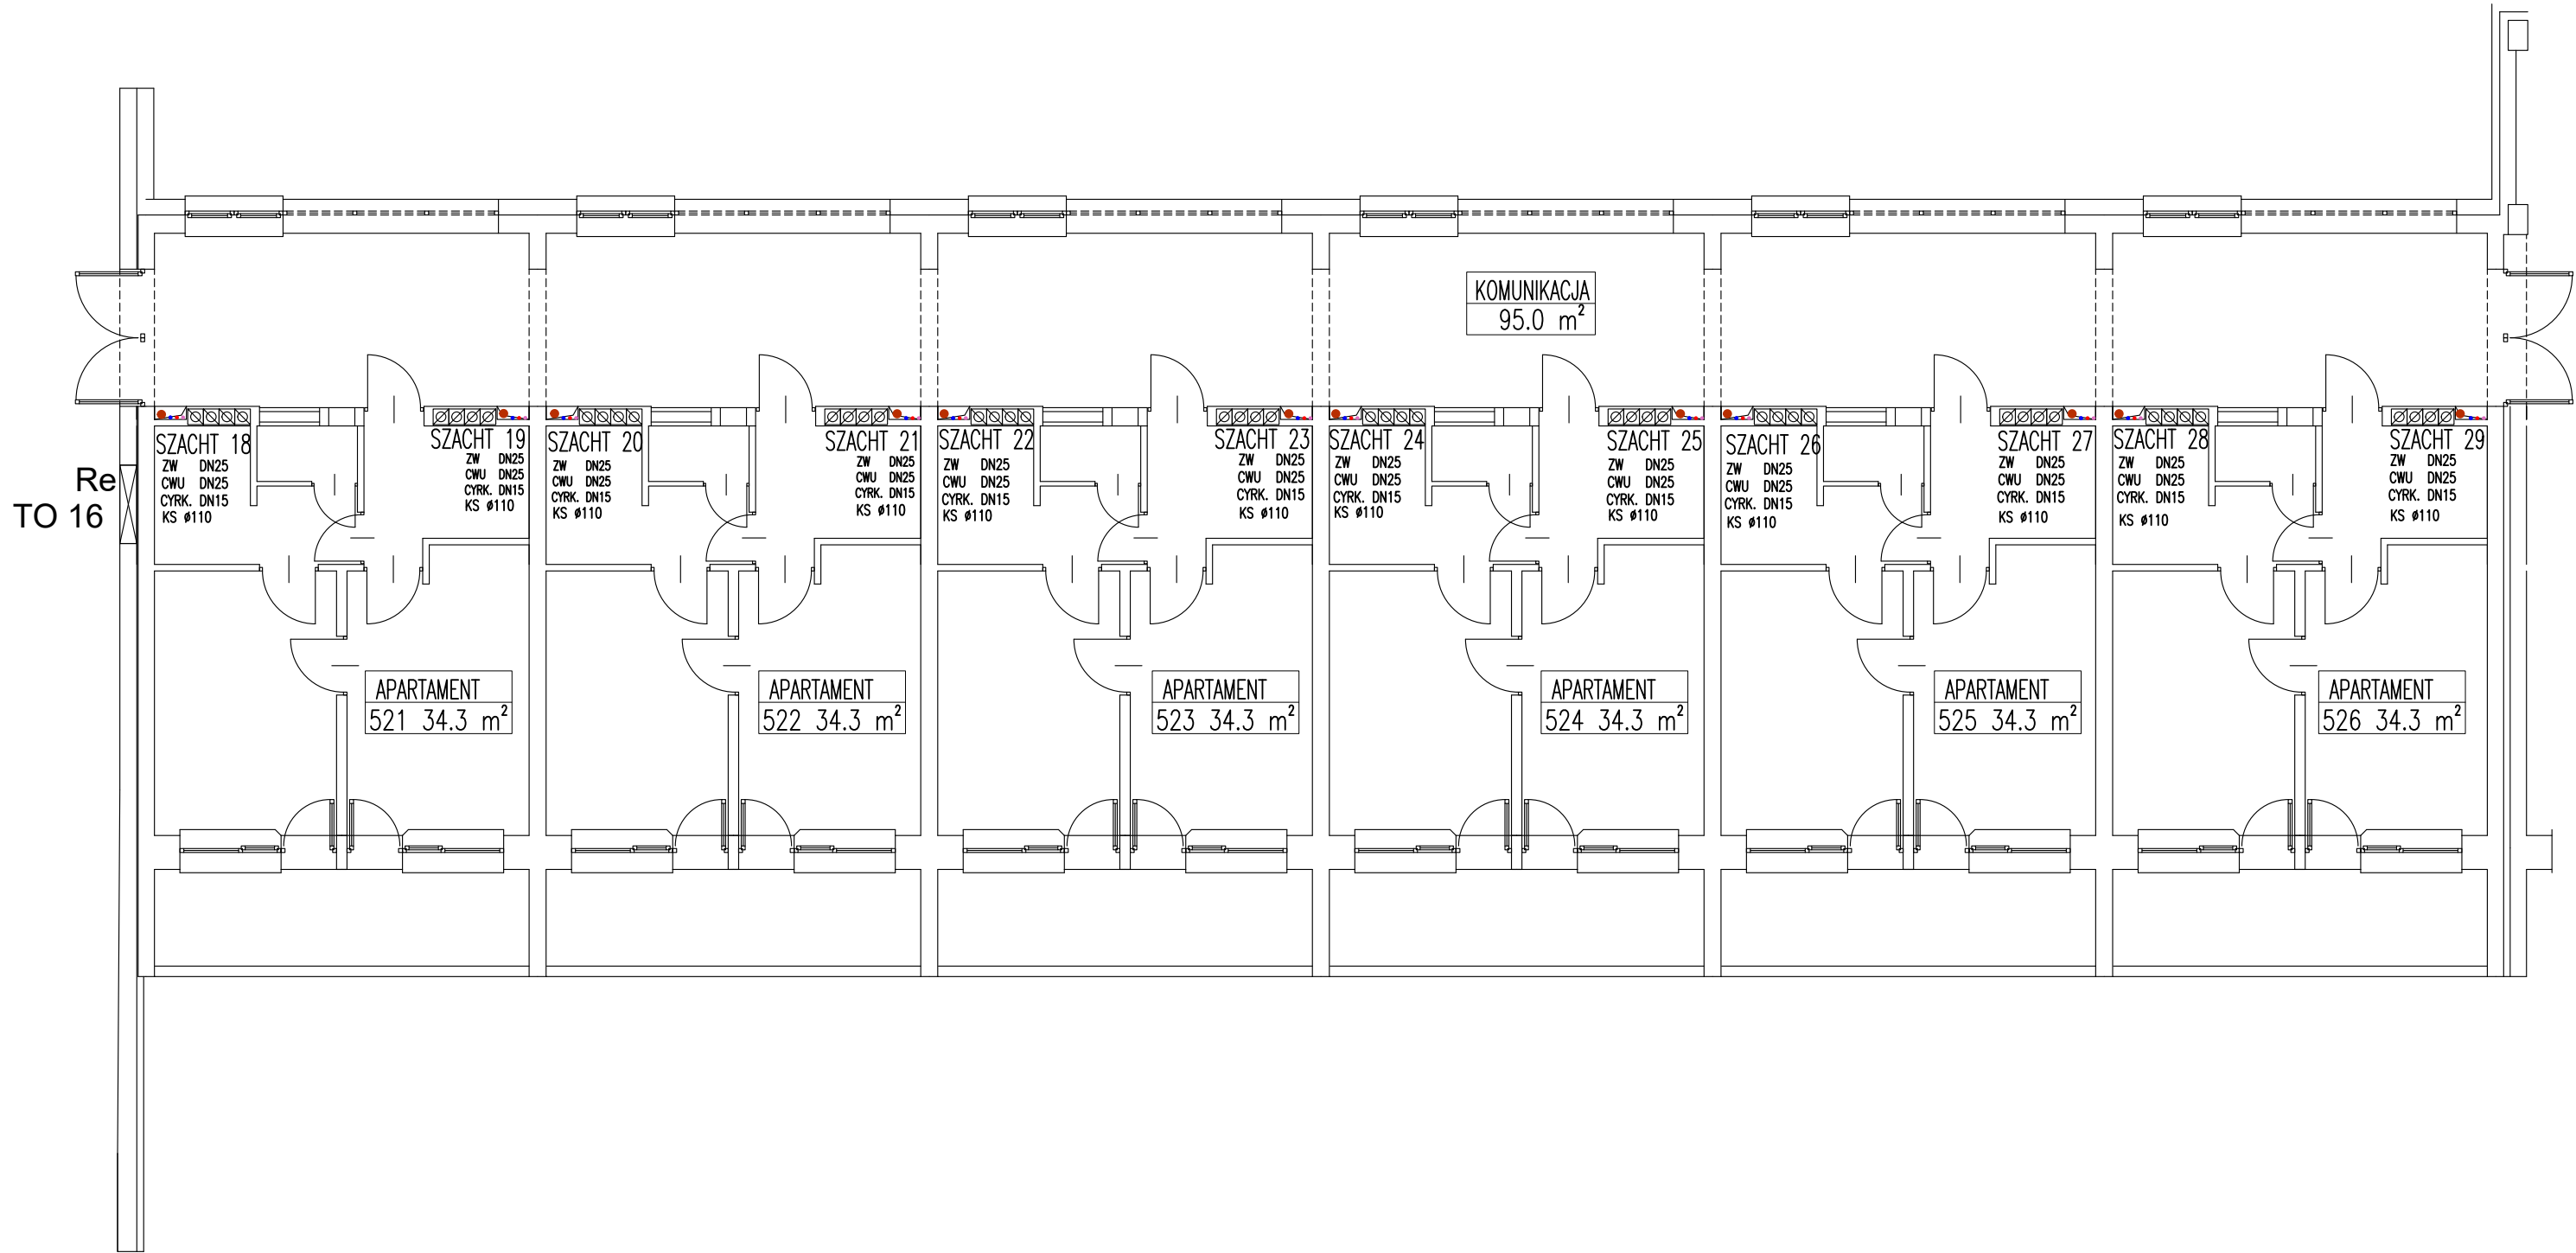 KOMUNIKACJA
95.0 m²
SZACHT 18
ZW DN25
CWU DN25
CYRK. DN15
KS ø110
SZACHT 19
ZW DN25
CWU DN25
CYRK. DN15
KS ø110
SZACHT 20
ZW DN25
CWU DN25
CYRK. DN15
KS ø110
SZACHT 21
ZW DN25
CWU DN25
CYRK. DN15
KS ø110
SZACHT 22
ZW DN25
CWU DN25
CYRK. DN15
KS ø110
SZACHT 23
ZW DN25
CWU DN25
CYRK. DN15
KS ø110
SZACHT 24
ZW DN25
CWU DN25
CYRK. DN15
KS ø110
SZACHT 25
ZW DN25
CWU DN25
CYRK. DN15
KS ø110
SZACHT 26
ZW DN25
CWU DN25
CYRK. DN15
KS ø110
SZACHT 27
ZW DN25
CWU DN25
CYRK. DN15
KS ø110
SZACHT 28
ZW DN25
CWU DN25
CYRK. DN15
KS ø110
SZACHT 29
ZW DN25
CWU DN25
CYRK. DN15
KS ø110
Re
TO 16
APARTAMENT
521 34.3 m²
APARTAMENT
522 34.3 m²
APARTAMENT
523 34.3 m²
APARTAMENT
524 34.3 m²
APARTAMENT
525 34.3 m²
APARTAMENT
526 34.3 m²